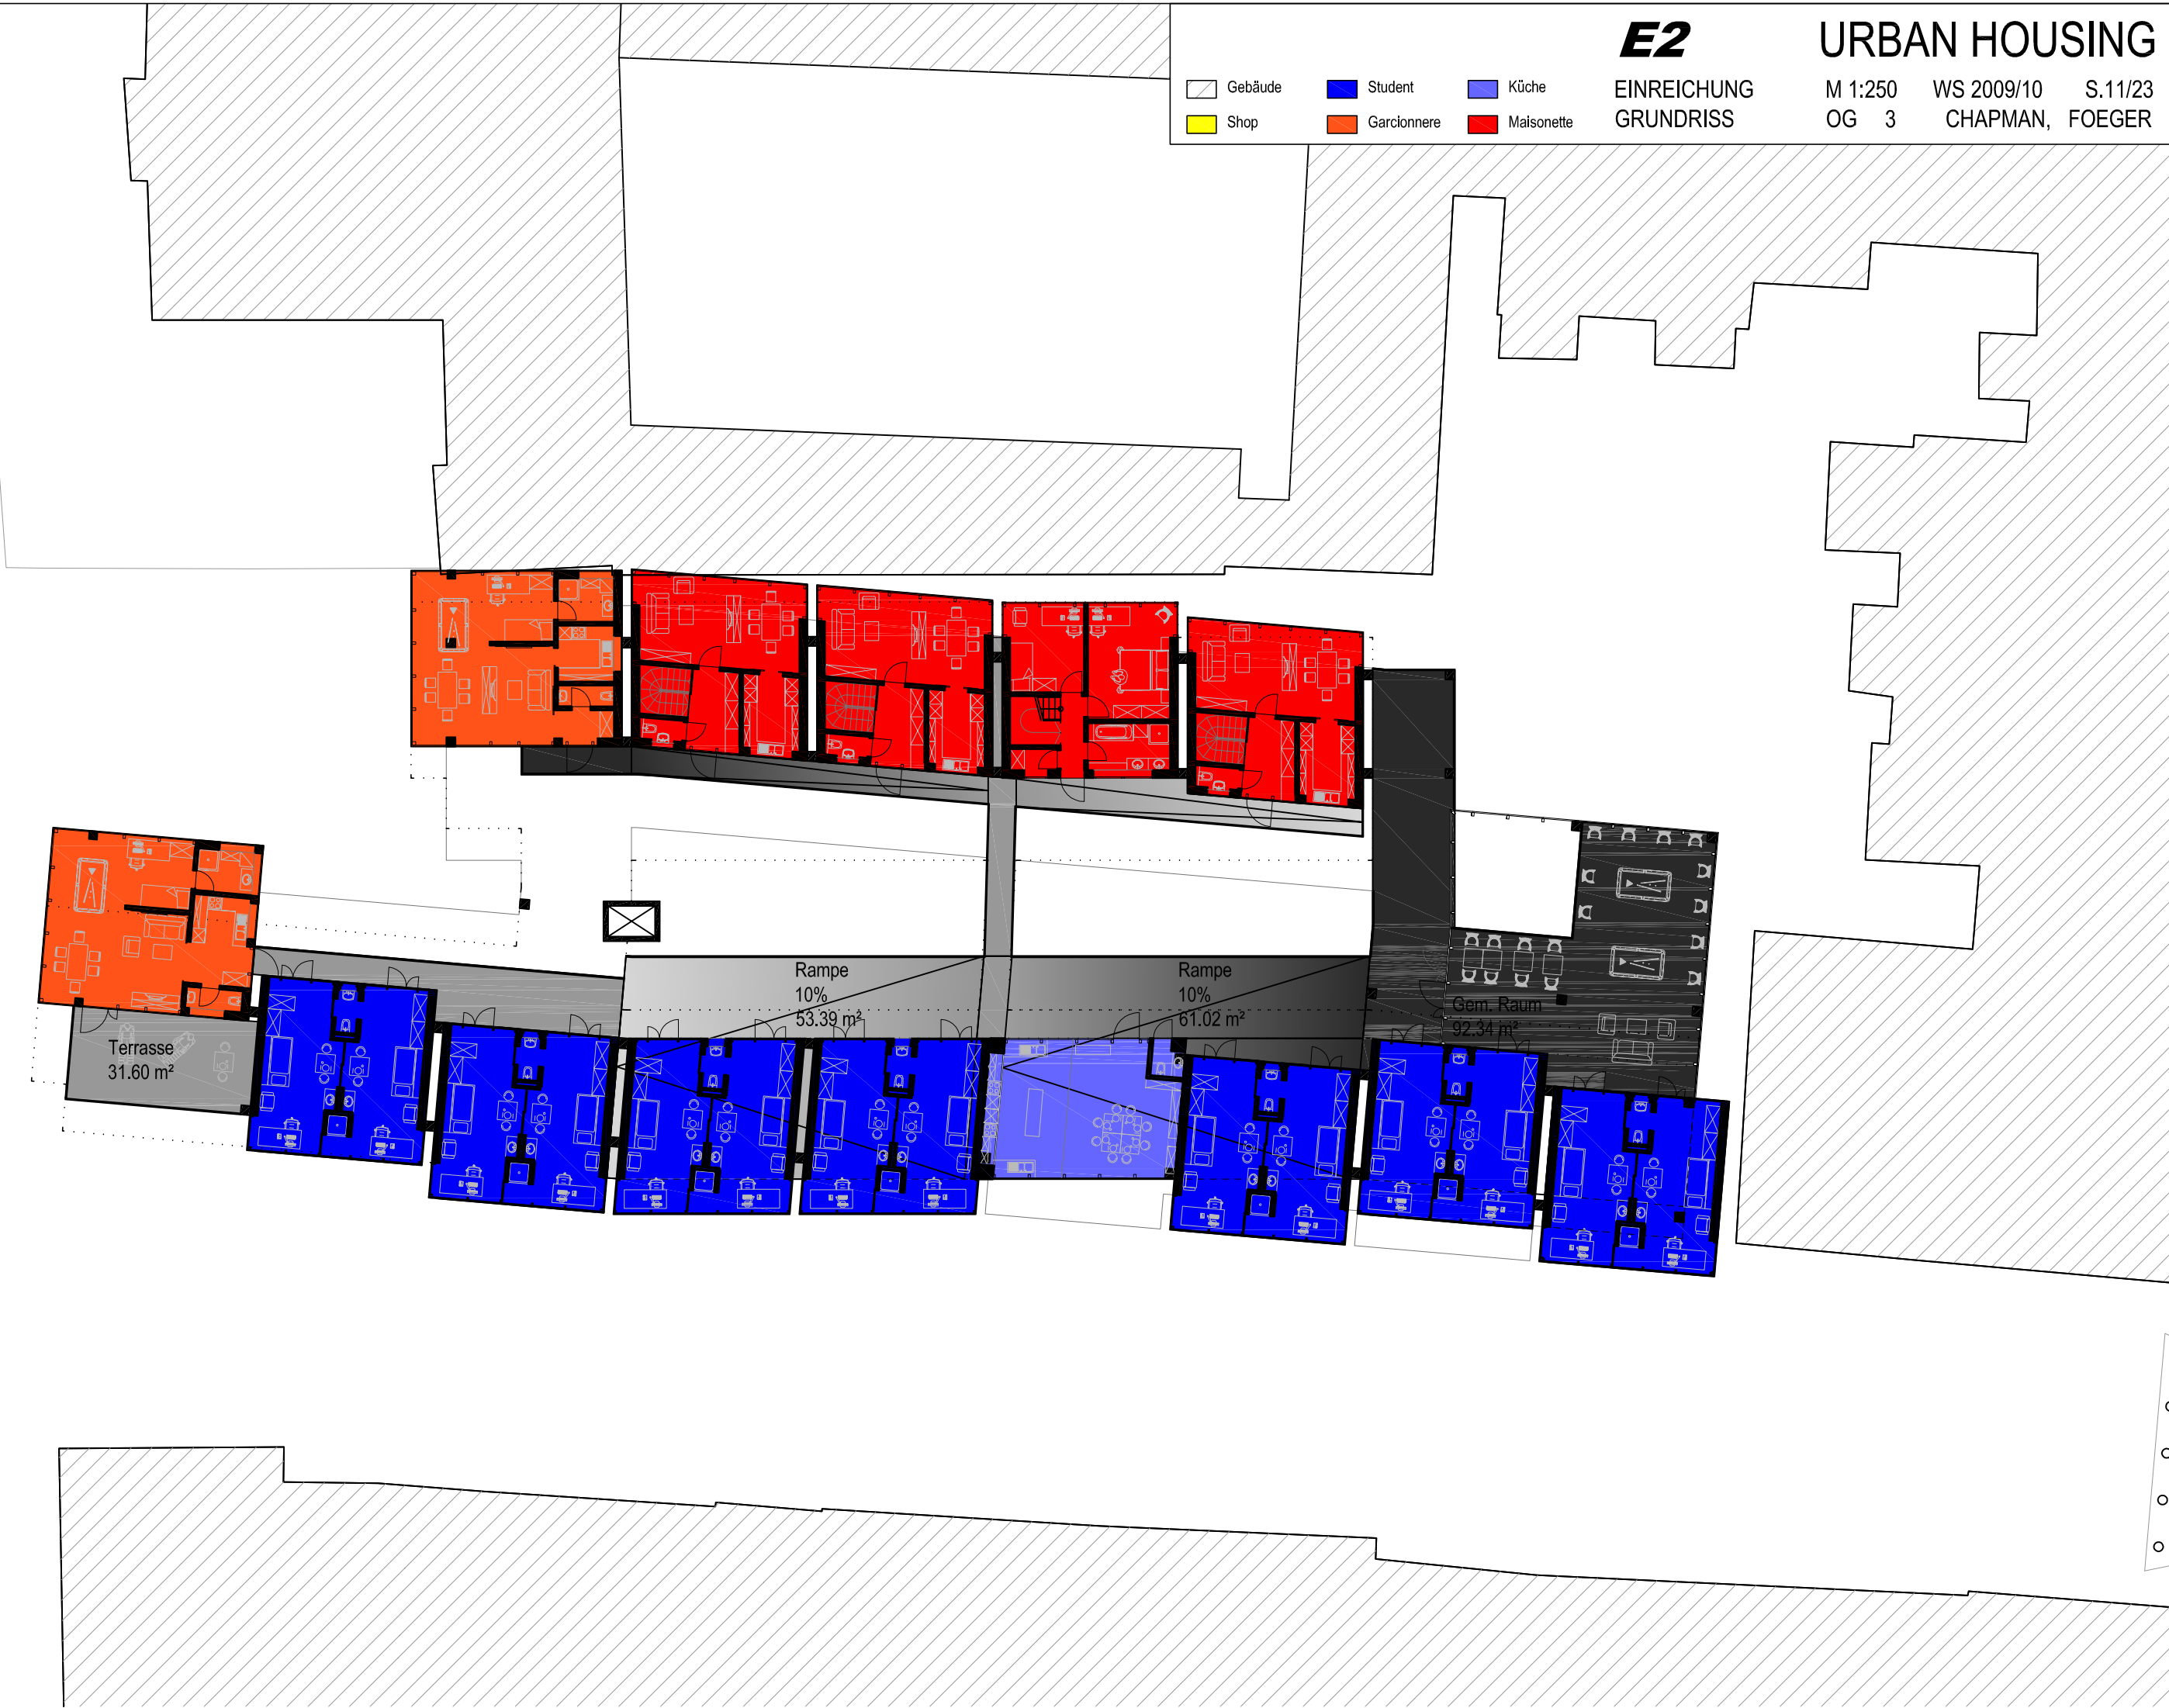 E2 URBAN HOUSING
Gebäude Student Küche EINREICHUNG M 1:250 WS 2009/10 S.11/23
Shop Garcionnere Maisonette GRUNDRISS OG 3 CHAPMAN, FOEGER
Rampe
10%
53.39 m²
Rampe
10%
61.02 m²
Gem. Raum
92.34 m²
Terrasse
31.60 m²